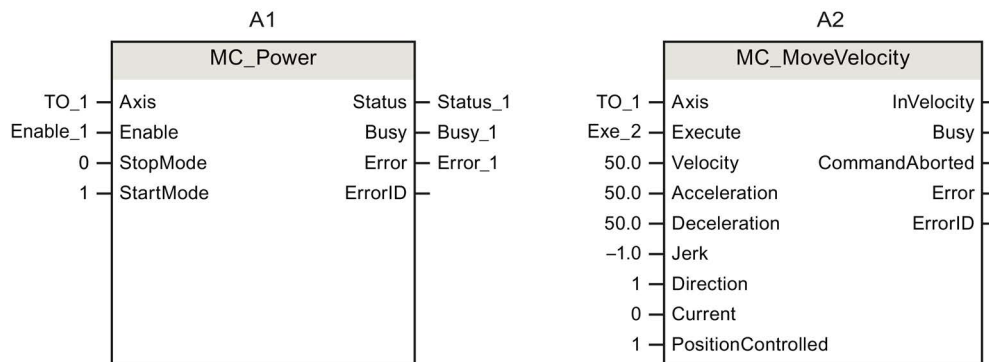 A1
MC_Power
TO_1 Axis Status Status_1
Enable_1 Enable Busy Busy_1
0 StopMode Error Error_1
1 StartMode ErrorID
A2
MC_MoveVelocity
TO_1 Axis InVelocity
Exe_2 Execute Busy
50.0 Velocity CommandAborted
50.0 Acceleration Error
50.0 Deceleration ErrorID
–1.0 Jerk
1 Direction
0 Current
1 PositionControlled